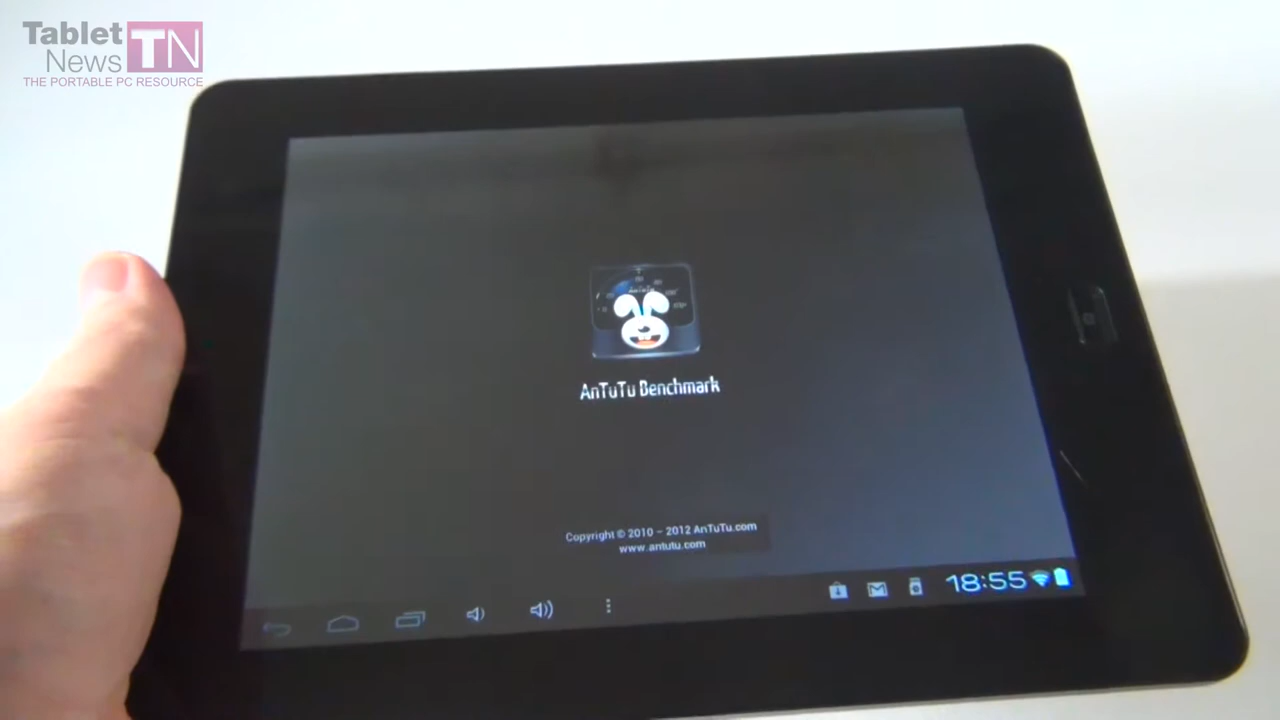 Tablet
News TN
THE PORTABLE PC RESOURCE
AnTuTu Benchmark
Copyright © 2010 – 2012 AnTuTu.com
www.antutu.com
18:55